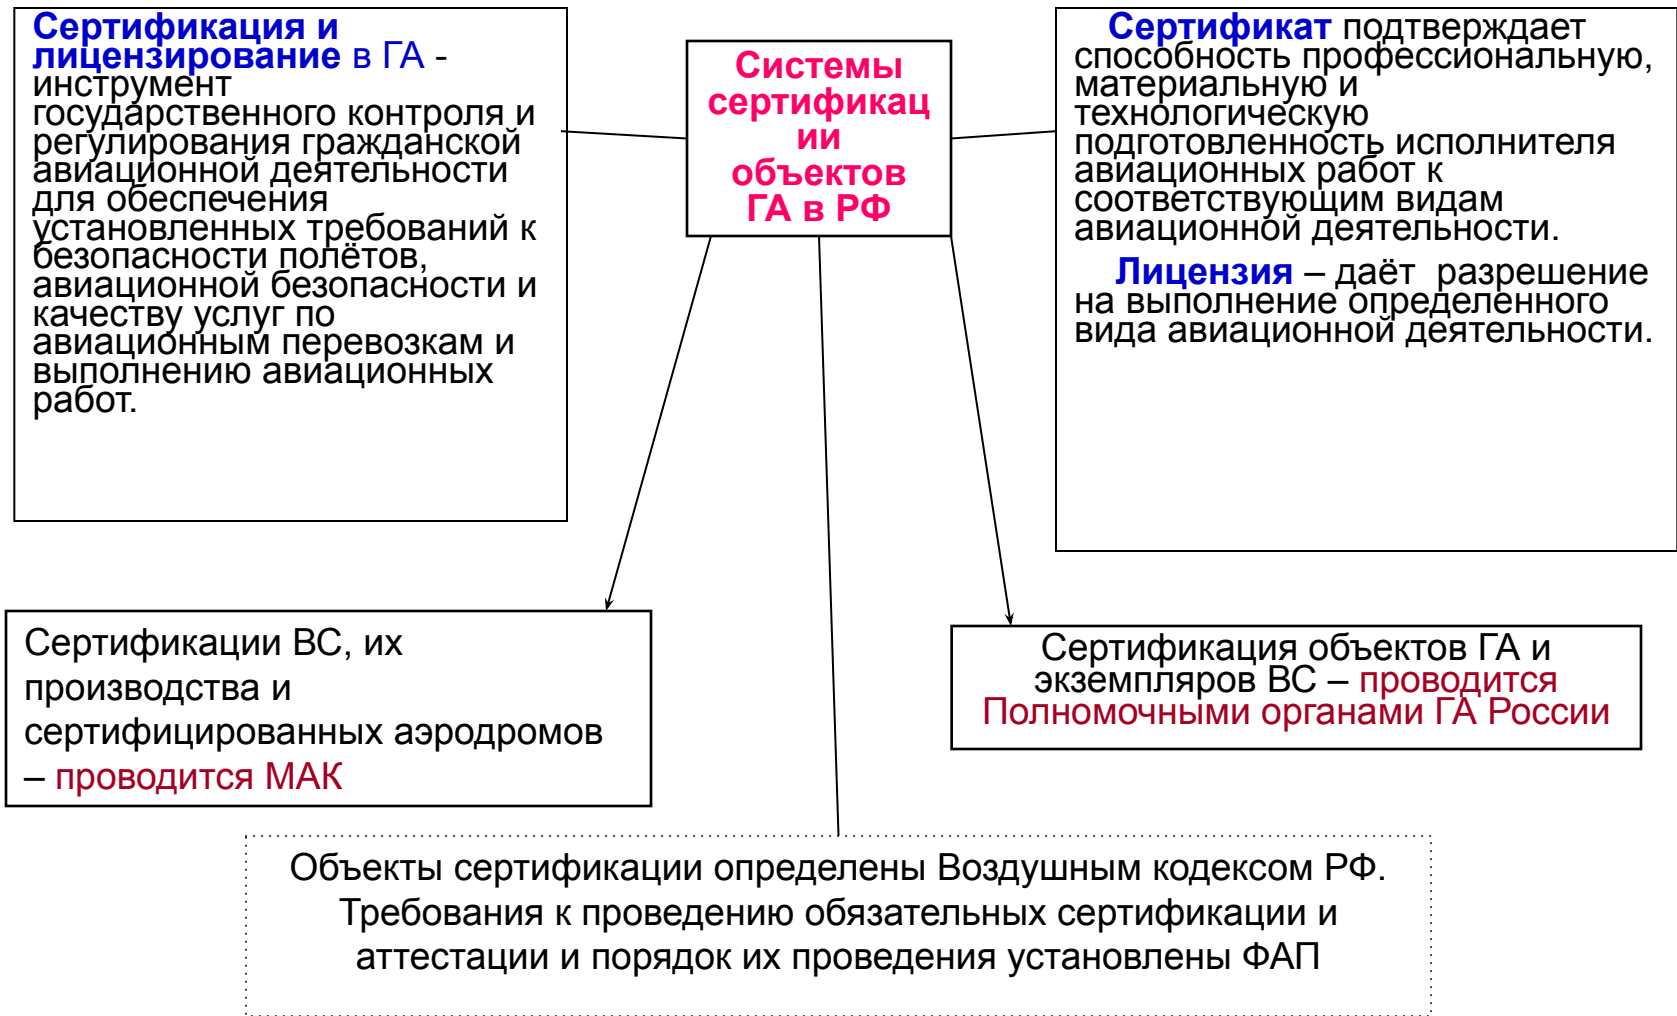 Сертификация и
лицензирование в ГА -
инструмент
государственного контроля и
регулирования гражданской
авиационной деятельности
для обеспечения
установленных требований к
безопасности полётов,
авиационной безопасности и
качеству услуг по
авиационным перевозкам и
выполнению авиационных
работ.
Системы
сертификац
ии
объектов
ГА в РФ
Сертификат подтверждает
способность профессиональную,
материальную и
технологическую
подготовленность исполнителя
авиационных работ к
соответствующим видам
авиационной деятельности.
Лицензия – даёт разрешение
на выполнение определённого
вида авиационной деятельности.
Сертификации ВС, их
производства и
сертифицированных аэродромов
– проводится МАК
Сертификация объектов ГА и
экземпляров ВС – проводится
Полномочными органами ГА России
Объекты сертификации определены Воздушным кодексом РФ.
Требования к проведению обязательных сертификации и
аттестации и порядок их проведения установлены ФАП